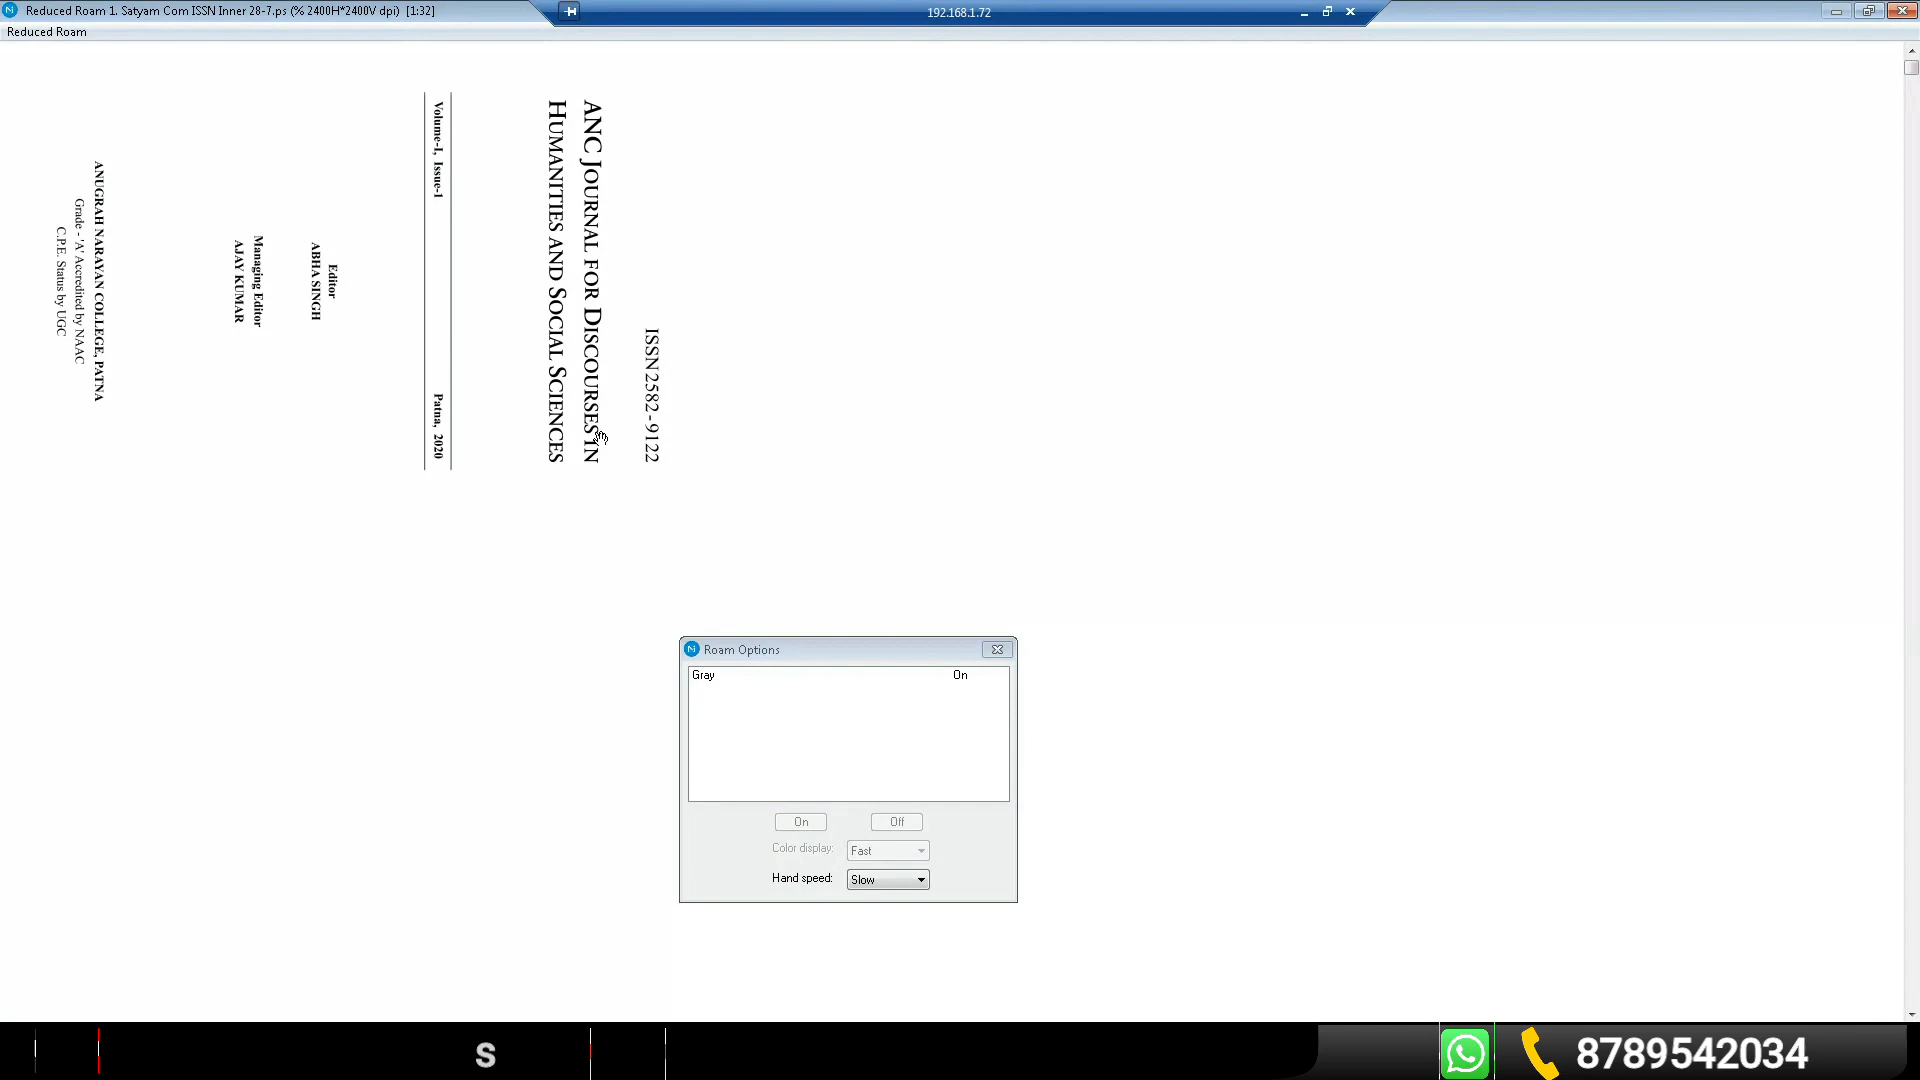 Reduced Roam 1. Satyam Com ISSN Inner 28-7.ps (% 2400H*2400V dpi) [1:32]
192.168.1.72
Reduced Roam
ISSN2582-9122
ANC JOURNAL FOR DISCOURSES IN
HUMANITIES AND SOCIAL SCIENCES
Volume-I, Issue-1 Patna, 2020
Editor
ABHA SINGH
Managing Editor
AJAY KUMAR
ANUGRAH NARAYAN COLLEGE, PATNA
Grade - 'A' Accredited by NAAC
C.P.E. Status by UGC
Roam Options
Gray On
On Off
Color display: Fast
Hand speed: Slow
S
8789542034